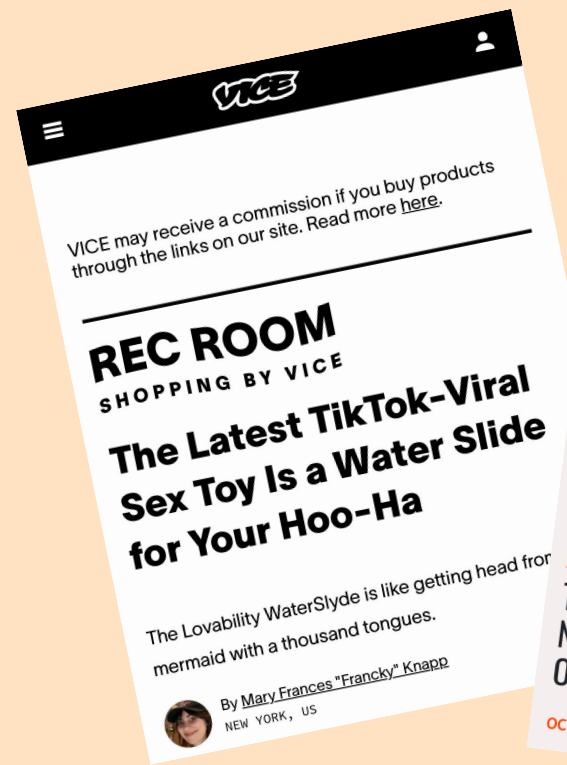 VICE
VICE may receive a commission if you buy products
through the links on our site. Read more here.
REC ROOM
SHOPPING BY VICE
The Latest TikTok-Viral
Sex Toy Is a Water Slide
for Your Hoo-Ha
The Lovability WaterSlyde is like getting head from
mermaid with a thousand tongues.
By Mary Frances "Francky" Knapp
NEW YORK, US
OC